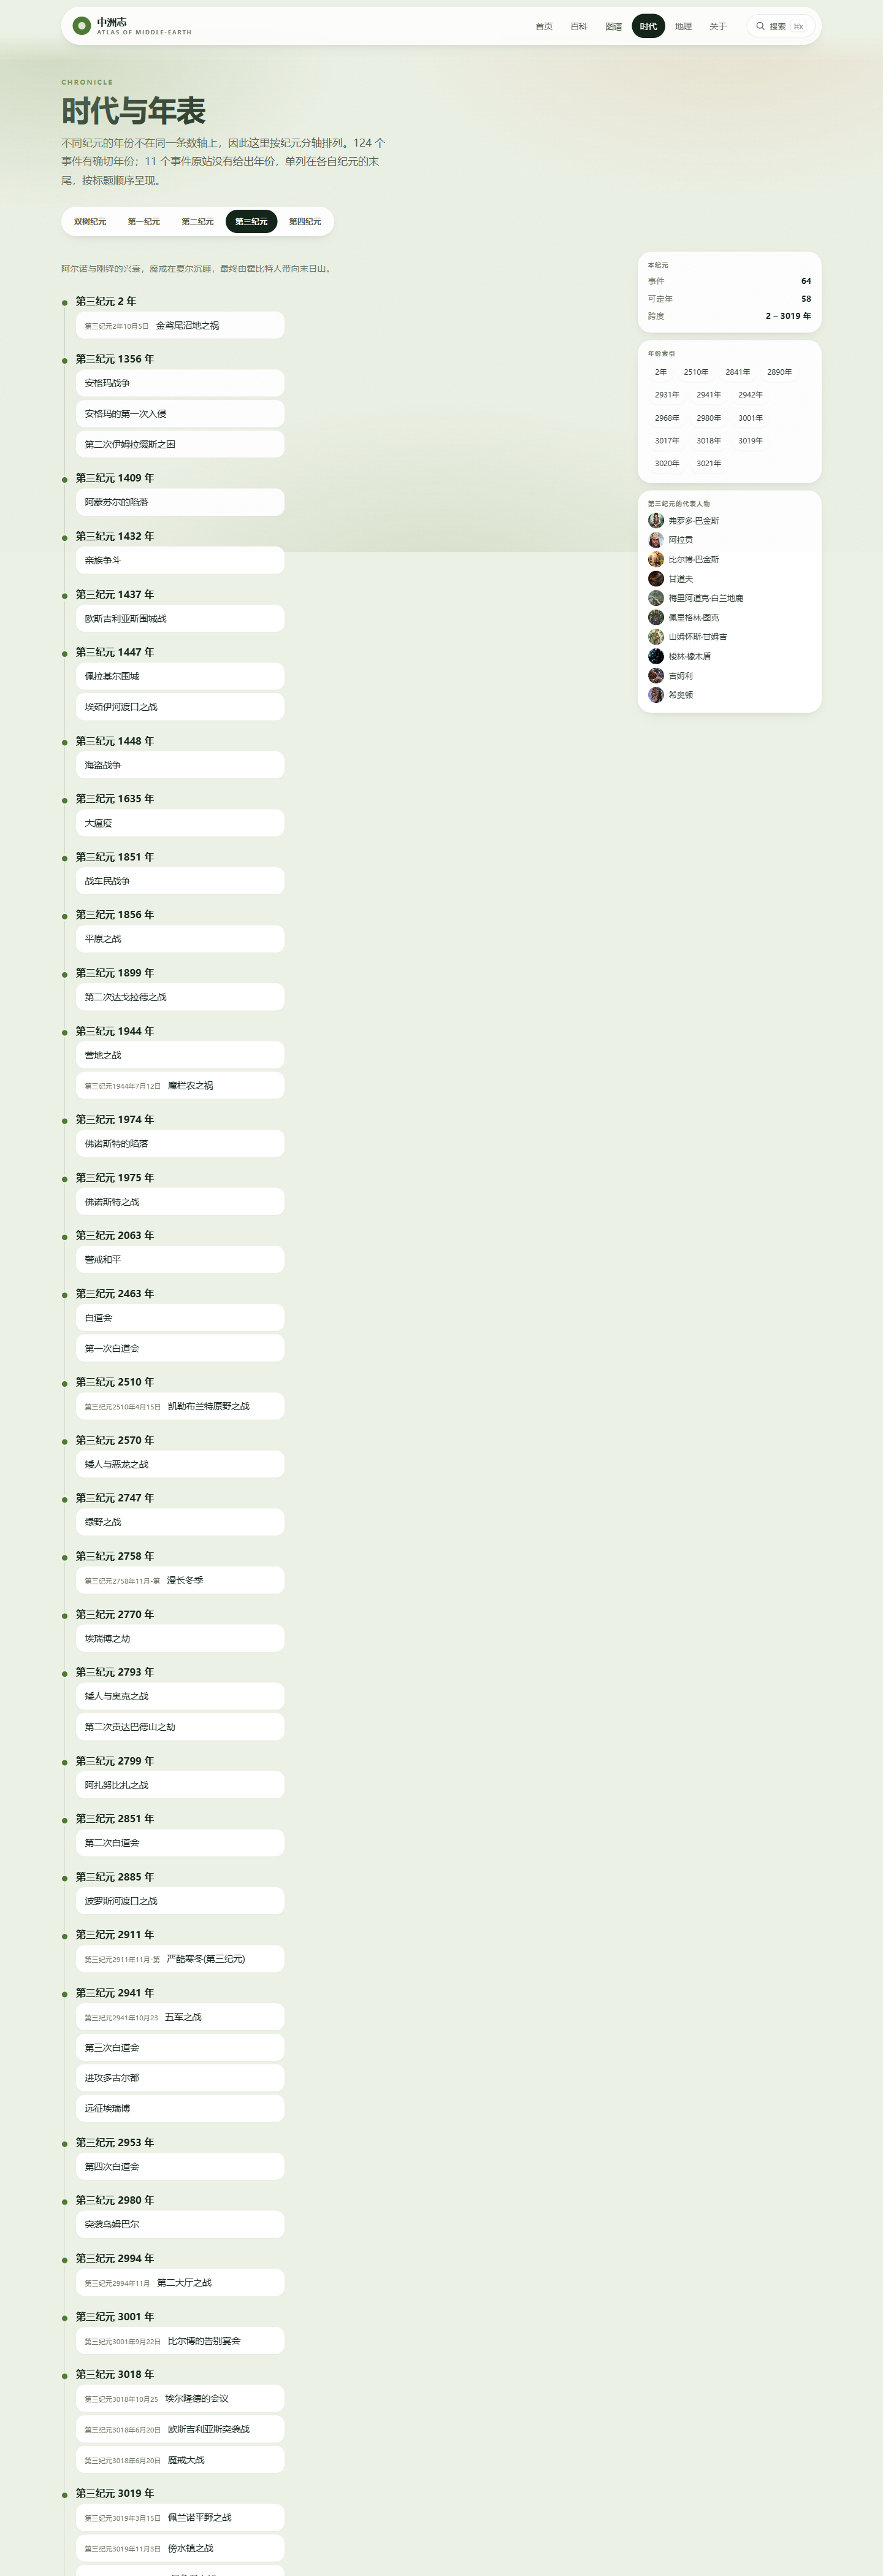 中洲志
ATLAS OF MIDDLE-EARTH
首页 百科 图谱 时代 地理 关于 搜索 ⌘K
CHRONICLE
时代与年表
不同纪元的年份不在同一条数轴上，因此这里按纪元分轴排列。124 个
事件有确切年份；11 个事件原站没有给出年份，单列在各自纪元的末
尾，按标题顺序呈现。
双树纪元 第一纪元 第二纪元 第三纪元 第四纪元
阿尔诺与刚铎的兴衰，魔戒在夏尔沉睡，最终由霍比特人带向末日山。
第三纪元 2 年
第三纪元2年10月5日 金鸢尾沼地之祸
第三纪元 1356 年
安格玛战争
安格玛的第一次入侵
第二次伊姆拉缀斯之困
第三纪元 1409 年
阿蒙苏尔的陷落
第三纪元 1432 年
亲族争斗
第三纪元 1437 年
欧斯吉利亚斯围城战
第三纪元 1447 年
佩拉基尔围城
埃茹伊河渡口之战
第三纪元 1448 年
海盗战争
第三纪元 1635 年
大瘟疫
第三纪元 1851 年
战车民战争
第三纪元 1856 年
平原之战
第三纪元 1899 年
第二次达戈拉德之战
第三纪元 1944 年
营地之战
第三纪元1944年7月12日 魔栏农之祸
第三纪元 1974 年
佛诺斯特的陷落
第三纪元 1975 年
佛诺斯特之战
第三纪元 2063 年
警戒和平
第三纪元 2463 年
白道会
第一次白道会
第三纪元 2510 年
第三纪元2510年4月15日 凯勒布兰特原野之战
第三纪元 2570 年
矮人与恶龙之战
第三纪元 2747 年
绿野之战
第三纪元 2758 年
第三纪元2758年11月-第 漫长冬季
第三纪元 2770 年
埃瑞博之劫
第三纪元 2793 年
矮人与奥克之战
第二次贡达巴德山之劫
第三纪元 2799 年
阿扎努比扎之战
第三纪元 2851 年
第二次白道会
第三纪元 2885 年
波罗斯河渡口之战
第三纪元 2911 年
第三纪元2911年11月-第 严酷寒冬(第三纪元)
第三纪元 2941 年
第三纪元2941年10月23 五军之战
第三次白道会
进攻多古尔都
远征埃瑞博
第三纪元 2953 年
第四次白道会
第三纪元 2980 年
突袭乌姆巴尔
第三纪元 2994 年
第三纪元2994年11月 第二大厅之战
第三纪元 3001 年
第三纪元3001年9月22日 比尔博的告别宴会
第三纪元 3018 年
第三纪元3018年10月25 埃尔隆德的会议
第三纪元3018年6月20日 欧斯吉利亚斯突袭战
第三纪元3018年6月20日 魔戒大战
第三纪元 3019 年
第三纪元3019年3月15日 佩兰诺平野之战
第三纪元3019年11月3日 傍水镇之战
本纪元
事件 64
可定年 58
跨度 2 – 3019 年
年份索引
2年 2510年 2841年 2890年
2931年 2941年 2942年
2968年 2980年 3001年
3017年 3018年 3019年
3020年 3021年
第三纪元的代表人物
弗罗多·巴金斯
阿拉贡
比尔博·巴金斯
甘道夫
梅里阿道克·白兰地鹿
佩里格林·图克
山姆怀斯·甘姆吉
梭林·橡木盾
吉姆利
希奥顿